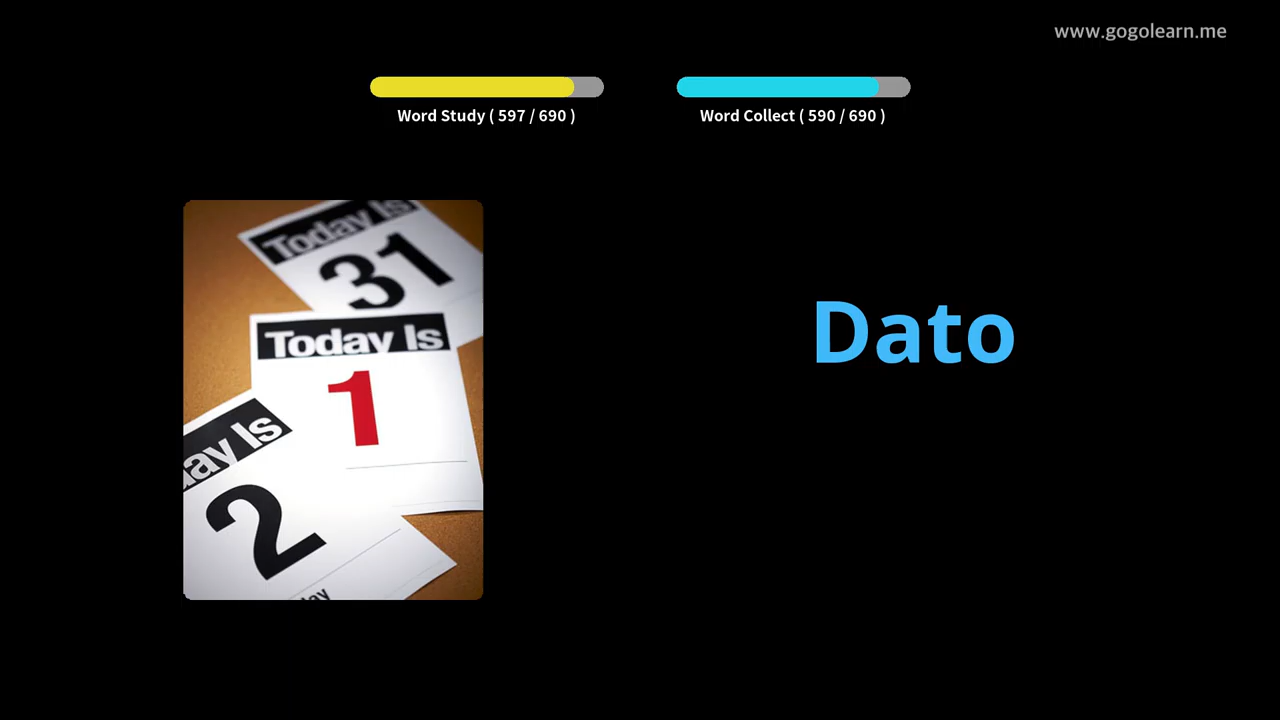 www.gogolearn.me
Word Study ( 597 / 690 )
Word Collect ( 590 / 690 )
Today Is
31
Today Is
1
ay Is
2
Dato